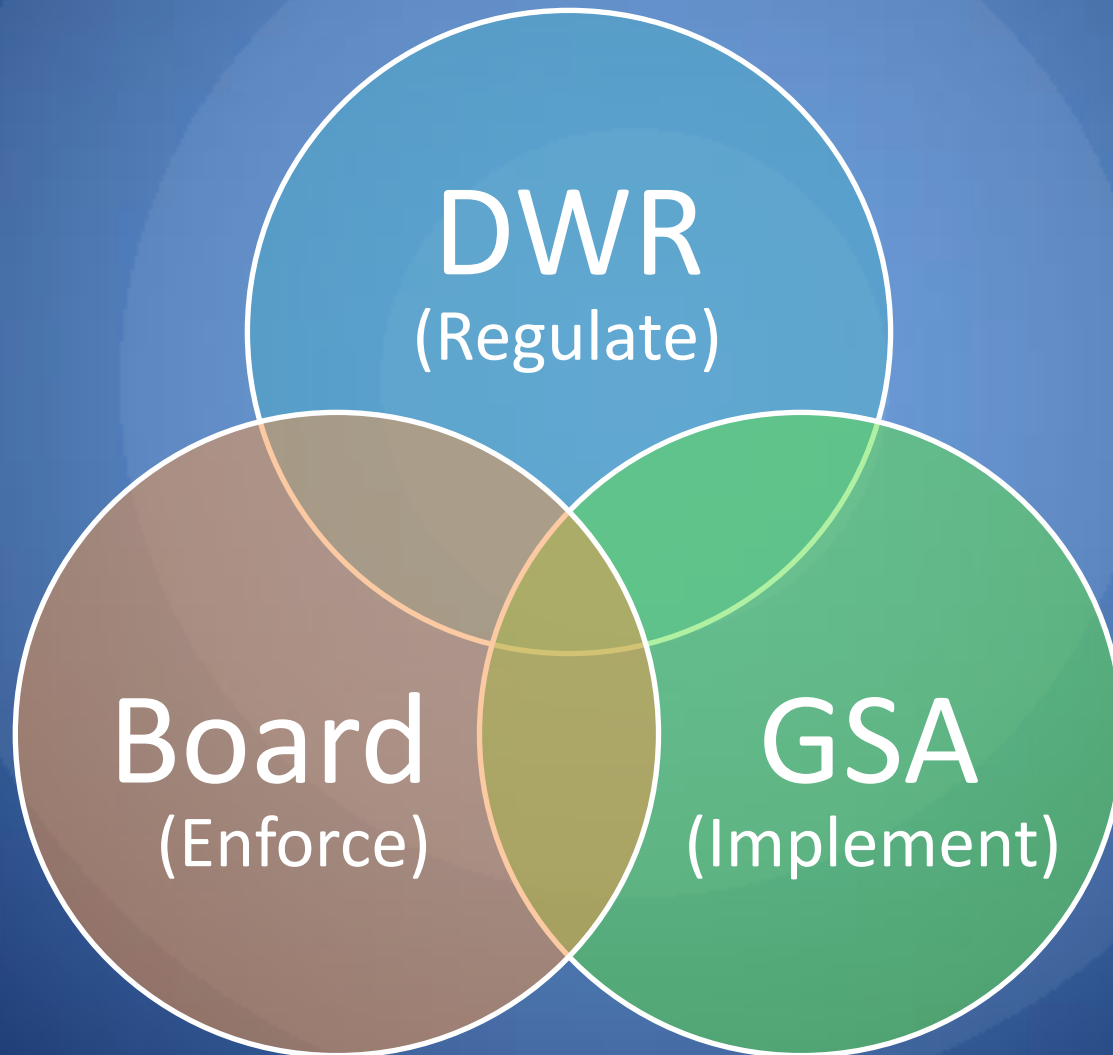 DWR
(Regulate)
Board
(Enforce)
GSA
(Implement)